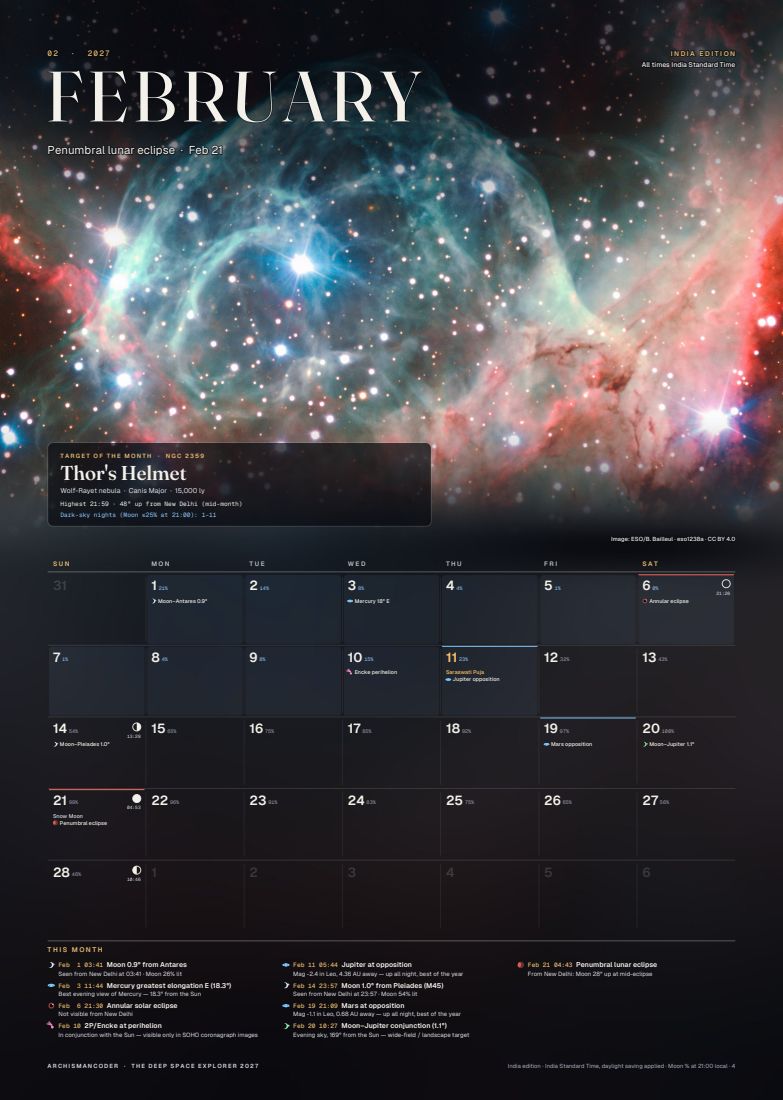 02 · 2027
FEBRUARY
Penumbral lunar eclipse · Feb 21
INDIA EDITION
All times India Standard Time
TARGET OF THE MONTH · NGC 2359
Thor's Helmet
Wolf-Rayet nebula · Canis Major · 15,000 ly
Highest 21:59 · 48° up from New Delhi (mid-month)
Dark-sky nights (Moon ≤25% at 21:00): 1–11
Image: ESO/B. Bailleul · eso1238a · CC BY 4.0
SUN MON TUE WED THU FRI SAT
31 1 21% 2 14% 3 8% 4 4% 5 1% 6 0%
21:26
Moon–Antares 0.9° Mercury 18° E Annular eclipse
7 1% 8 4% 9 8% 10 15% 11 23% 12 32% 13 43%
Encke perihelion Saraswati Puja
Jupiter opposition
14 54% 15 65% 16 75% 17 85% 18 92% 19 97% 20 100%
13:28
Moon–Pleiades 1.0° Mars opposition Moon–Jupiter 1.1°
21 99% 22 96% 23 91% 24 83% 25 75% 26 65% 27 56%
04:53
Snow Moon
Penumbral eclipse
28 46% 1 2 3 4 5 6
10:46
THIS MONTH
Feb 1 03:41 Moon 0.9° from Antares
Seen from New Delhi at 03:41 · Moon 26% lit
Feb 3 11:44 Mercury greatest elongation E (18.3°)
Best evening view of Mercury — 18.3° from the Sun
Feb 6 21:30 Annular solar eclipse
Not visible from New Delhi
Feb 10 2P/Encke at perihelion
In conjunction with the Sun — visible only in SOHO coronagraph images
Feb 11 05:44 Jupiter at opposition
Mag -2.4 in Leo, 4.36 AU away — up all night, best of the year
Feb 14 23:57 Moon 1.0° from Pleiades (M45)
Seen from New Delhi at 23:57 · Moon 54% lit
Feb 19 21:09 Mars at opposition
Mag -1.1 in Leo, 0.68 AU away — up all night, best of the year
Feb 20 10:27 Moon–Jupiter conjunction (1.1°)
Evening sky, 169° from the Sun — wide-field / landscape target
Feb 21 04:43 Penumbral lunar eclipse
From New Delhi: Moon 28° up at mid-eclipse
ARCHISMANCODER · THE DEEP SPACE EXPLORER 2027
India edition · India Standard Time, daylight saving applied · Moon % at 21:00 local · 4